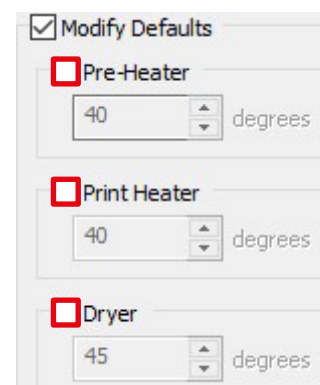 Modify Defaults
Pre-Heater
40 degrees
Print Heater
40 degrees
Dryer
45 degrees